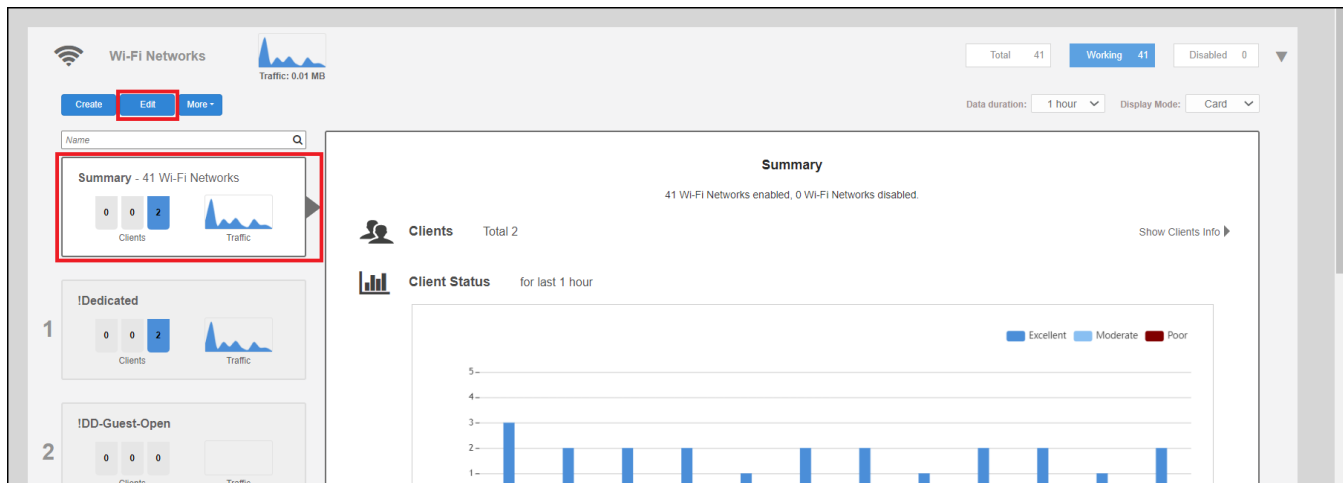 Wi-Fi Networks
Traffic: 0.01 MB
Total 41
Working 41
Disabled 0
Create
Edit
More
Data duration: 1 hour
Display Mode: Card
Name
Summary - 41 Wi-Fi Networks
0 0 2
Clients Traffic
1
!Dedicated
0 0 2
Clients Traffic
2
!DD-Guest-Open
0 0 0
Clients Traffic
Summary
41 Wi-Fi Networks enabled, 0 Wi-Fi Networks disabled.
Clients Total 2
Show Clients Info
Client Status for last 1 hour
Excellent Moderate Poor
5
4
3
2
1